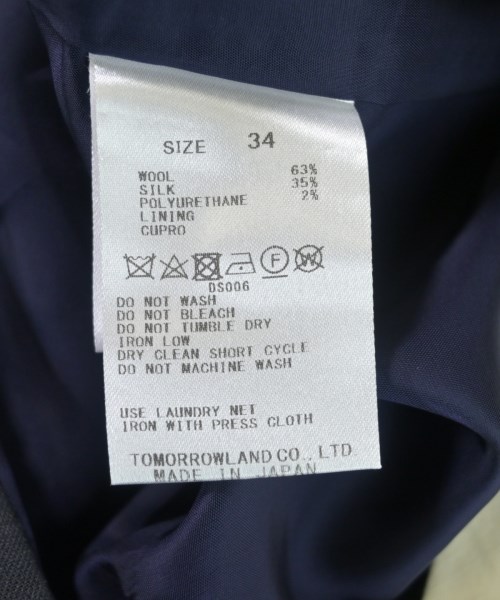 SIZE 34
WOOL 63%
SILK 35%
POLYURETHANE 2%
LINING
CUPRO
F W
DS006
DO NOT WASH
DO NOT BLEACH
DO NOT TUMBLE DRY
IRON LOW
DRY CLEAN SHORT CYCLE
DO NOT MACHINE WASH
USE LAUNDRY NET
IRON WITH PRESS CLOTH
TOMORROWLAND CO., LTD
MADE IN JAPAN